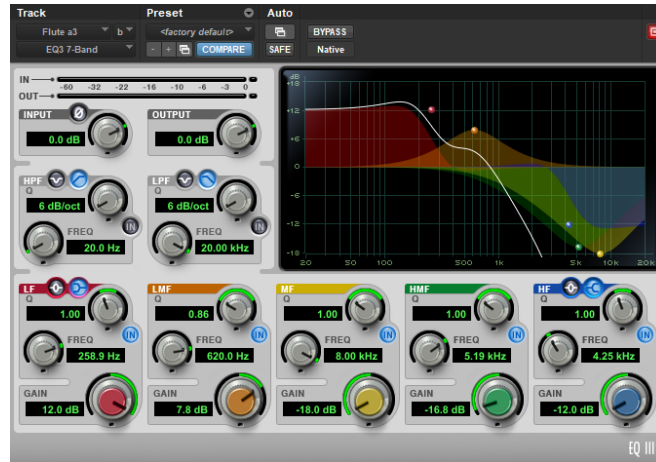 Track Preset Auto
Flute a3 b <factory default> BYPASS
EQ3 7-Band - + COMPARE SAFE Native
IN
-60 -32 -22 -16 -10 -6 -3 0
OUT
INPUT Ø OUTPUT
0.0 dB 0.0 dB
HPF LPF
Q Q
6 dB/oct 6 dB/oct
IN IN
FREQ FREQ
20.0 Hz 20.00 kHz
dB
+18
+12
+6
0
-6
-12
-18
20 50 100 500 1k 5k 10k 20k
LF LMF MF HMF HF
Q Q Q Q Q
1.00 0.86 1.00 1.00 1.00
IN IN IN IN IN
FREQ FREQ FREQ FREQ FREQ
258.9 Hz 620.0 Hz 8.00 kHz 5.19 kHz 4.25 kHz
GAIN GAIN GAIN GAIN GAIN
12.0 dB 7.8 dB -18.0 dB -16.8 dB -12.0 dB
EQ III